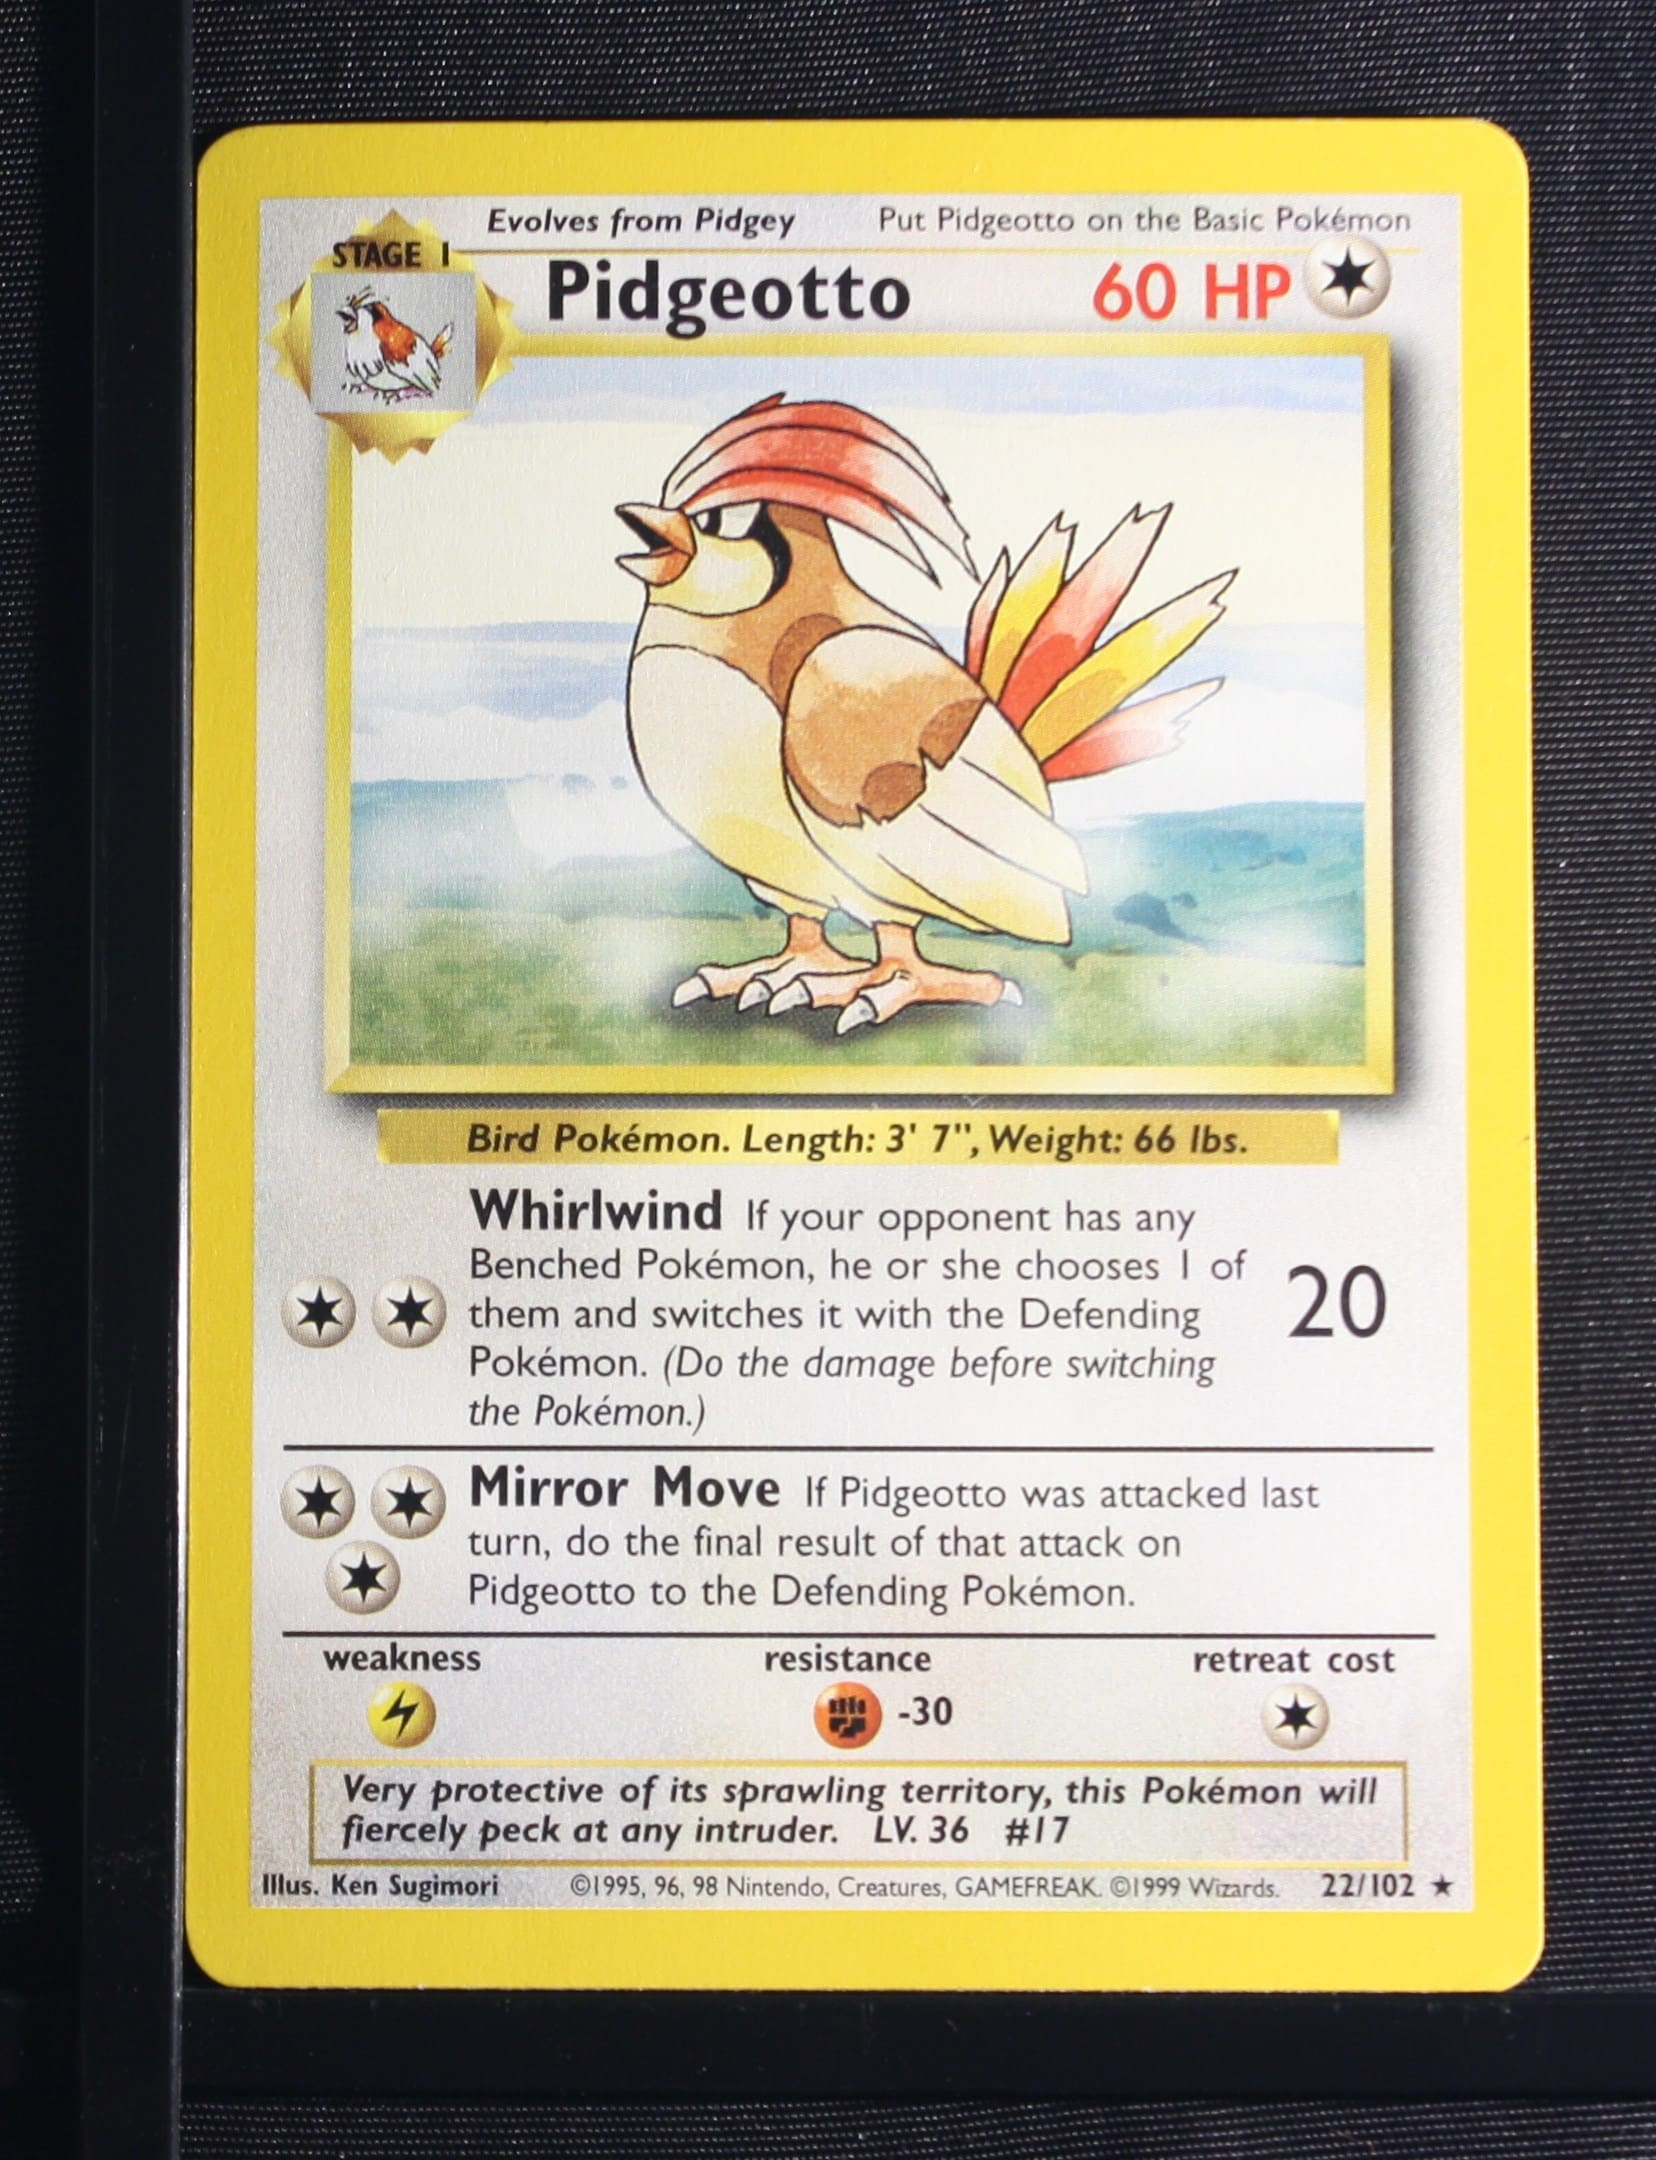 Evolves from Pidgey Put Pidgeotto on the Basic Pokémon
STAGE 1
Pidgeotto 60 HP
Bird Pokémon. Length: 3' 7", Weight: 66 lbs.
Whirlwind If your opponent has any
Benched Pokémon, he or she chooses 1 of
them and switches it with the Defending
Pokémon. (Do the damage before switching
the Pokémon.)
20
Mirror Move If Pidgeotto was attacked last
turn, do the final result of that attack on
Pidgeotto to the Defending Pokémon.
weakness resistance retreat cost
-30
Very protective of its sprawling territory, this Pokémon will
fiercely peck at any intruder. LV. 36 #17
Illus. Ken Sugimori ©1995, 96, 98 Nintendo, Creatures, GAMEFREAK. ©1999 Wizards. 22/102 ★